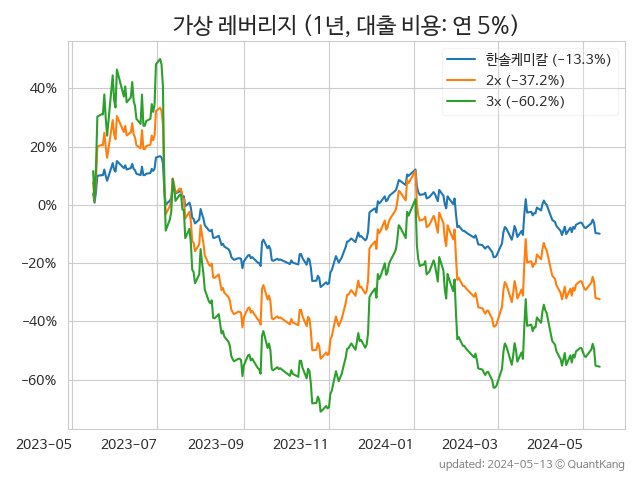 가상 레버리지 (1년, 대출 비용: 연 5%)
한솔케미칼 (−13.3%)
2x (−37.2%)
3x (−60.2%)
40%
20%
0%
−20%
−40%
−60%
2023-05 2023-07 2023-09 2023-11 2024-01 2024-03 2024-05
updated: 2024-05-13 © QuantKang